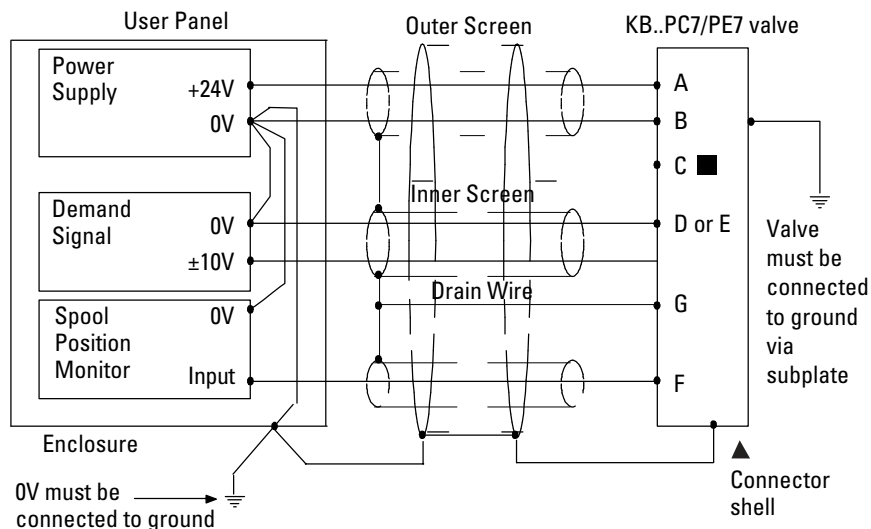 User Panel
Outer Screen
KB..PC7/PE7 valve
Power
Supply
+24V
0V
A
B
C
Inner Screen
Demand
Signal
0V
±10V
D or E
Valve
must be
connected
to ground
via
subplate
Drain Wire
Spool
Position
Monitor
0V
Input
G
F
Enclosure
0V must be
connected to ground
Connector
shell